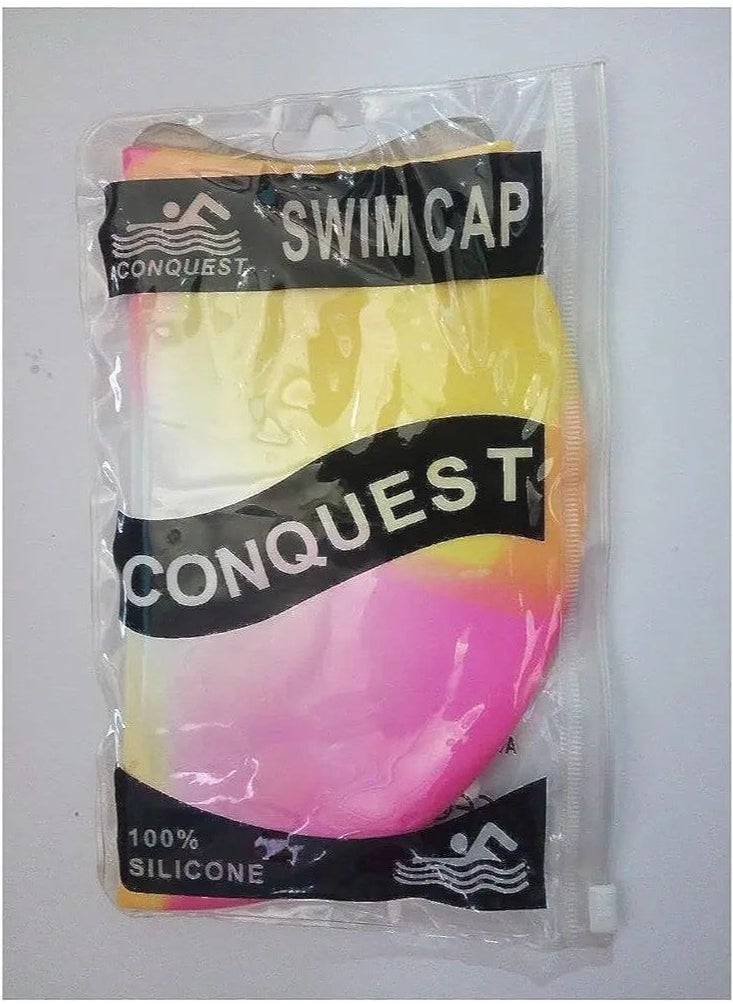 SWIM CAP
CONQUEST
CONQUEST
100%
SILICONE